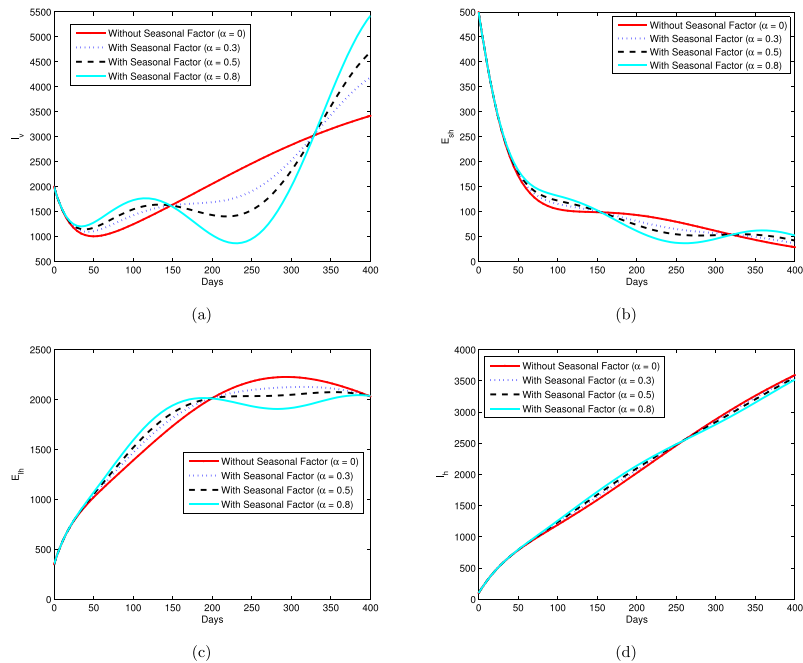 5500
5000
4500
4000
3500
3000
2500
2000
1500
1000
500
I_v
Without Seasonal Factor (α = 0)
With Seasonal Factor (α = 0.3)
With Seasonal Factor (α = 0.5)
With Seasonal Factor (α = 0.8)
0 50 100 150 200 250 300 350 400
Days
(a)
500
450
400
350
300
250
200
150
100
50
0
E_sh
Without Seasonal Factor (α = 0)
With Seasonal Factor (α = 0.3)
With Seasonal Factor (α = 0.5)
With Seasonal Factor (α = 0.8)
0 50 100 150 200 250 300 350 400
Days
(b)
2500
2000
1500
1000
500
0
E_lh
Without Seasonal Factor (α = 0)
With Seasonal Factor (α = 0.3)
With Seasonal Factor (α = 0.5)
With Seasonal Factor (α = 0.8)
0 50 100 150 200 250 300 350 400
Days
(c)
4000
3500
3000
2500
2000
1500
1000
500
0
I_h
Without Seasonal Factor (α = 0)
With Seasonal Factor (α = 0.3)
With Seasonal Factor (α = 0.5)
With Seasonal Factor (α = 0.8)
0 50 100 150 200 250 300 350 400
Days
(d)